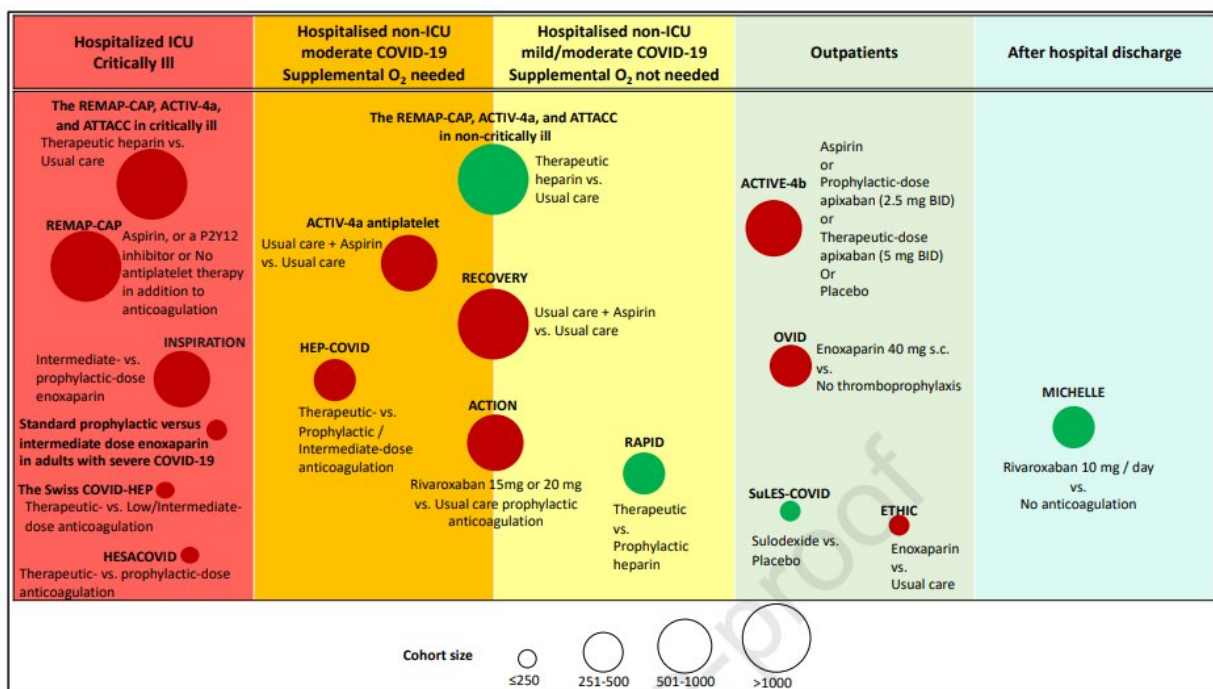 Hospitalized ICU
Critically Ill
Hospitalised non-ICU
moderate COVID-19
Supplemental O₂ needed
Hospitalised non-ICU
mild/moderate COVID-19
Supplemental O₂ not needed
Outpatients
After hospital discharge
The REMAP-CAP, ACTIV-4a,
and ATTACC in critically ill
Therapeutic heparin vs.
Usual care
REMAP-CAP
Aspirin, or a P2Y12
inhibitor or No
antiplatelet therapy
in addition to
anticoagulation
INSPIRATION
Intermediate- vs.
prophylactic-dose
enoxaparin
Standard prophylactic versus
intermediate dose enoxaparin
in adults with severe COVID-19
The Swiss COVID-HEP
Therapeutic- vs. Low/Intermediate-
dose anticoagulation
HESACOVID
Therapeutic- vs. prophylactic-dose
anticoagulation
The REMAP-CAP, ACTIV-4a, and ATTACC
in non-critically ill
Therapeutic
heparin vs.
Usual care
ACTIV-4a antiplatelet
Usual care + Aspirin
vs. Usual care
RECOVERY
Usual care + Aspirin
vs. Usual care
HEP-COVID
Therapeutic- vs.
Prophylactic /
Intermediate-dose
anticoagulation
ACTION
Rivaroxaban 15mg or 20 mg
vs. Usual care prophylactic
anticoagulation
RAPID
Therapeutic
vs.
Prophylactic
heparin
ACTIVE-4b
Aspirin
or
Prophylactic-dose
apixaban (2.5 mg BID)
or
Therapeutic-dose
apixaban (5 mg BID)
Or
Placebo
OVID
Enoxaparin 40 mg s.c.
vs.
No thromboprophylaxis
SuLES-COVID
Sulodexide vs.
Placebo
ETHIC
Enoxaparin
vs.
Usual care
MICHELLE
Rivaroxaban 10 mg / day
vs.
No anticoagulation
Cohort size
≤250
251-500
501-1000
>1000
-proof